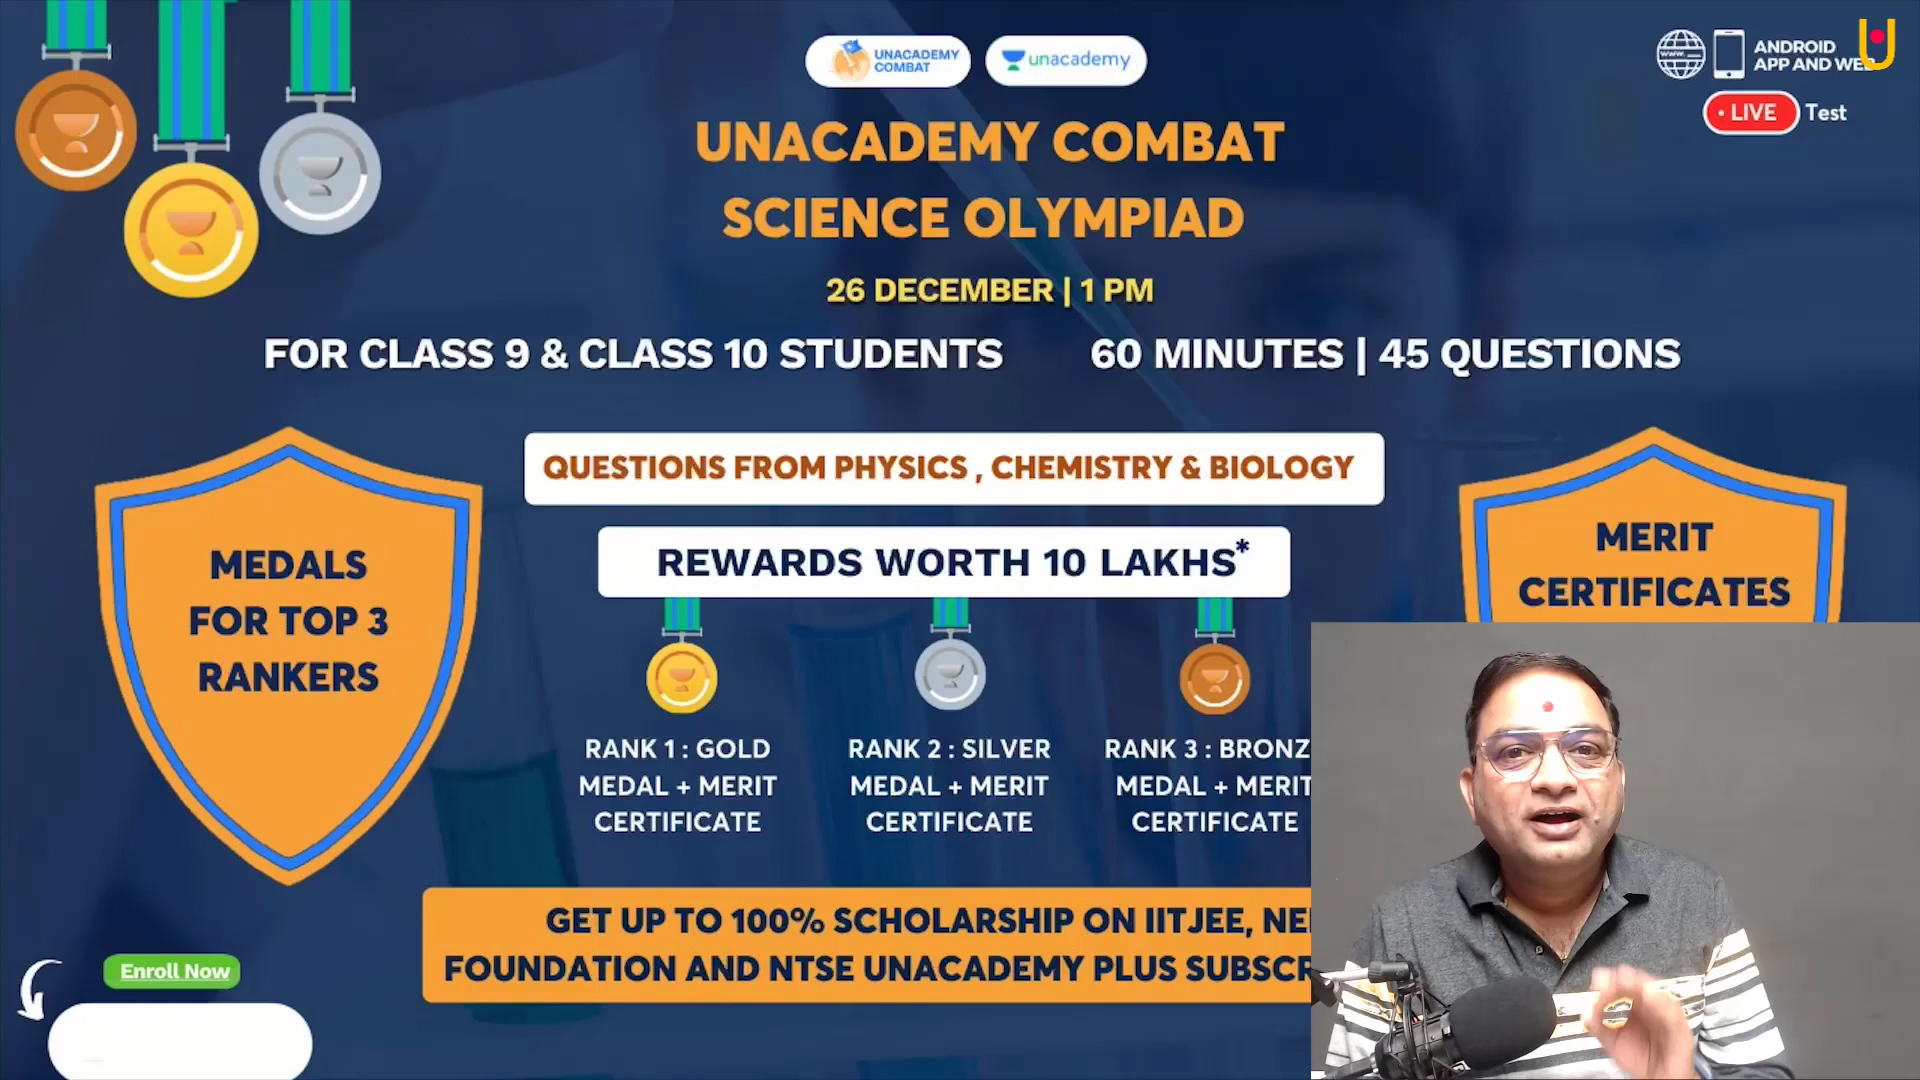 UNACADEMY
COMBAT
unacademy
ANDROID
APP AND WEB
• LIVE Test
UNACADEMY COMBAT
SCIENCE OLYMPIAD
26 DECEMBER | 1 PM
FOR CLASS 9 & CLASS 10 STUDENTS
60 MINUTES | 45 QUESTIONS
QUESTIONS FROM PHYSICS , CHEMISTRY & BIOLOGY
REWARDS WORTH 10 LAKHS*
MEDALS
FOR TOP 3
RANKERS
MERIT
CERTIFICATES
RANK 1 : GOLD
MEDAL + MERIT
CERTIFICATE
RANK 2 : SILVER
MEDAL + MERIT
CERTIFICATE
RANK 3 : BRONZ
MEDAL + MERIT
CERTIFICATE
GET UP TO 100% SCHOLARSHIP ON IITJEE,
FOUNDATION AND NTSE UNACADEMY PLUS
Enroll Now